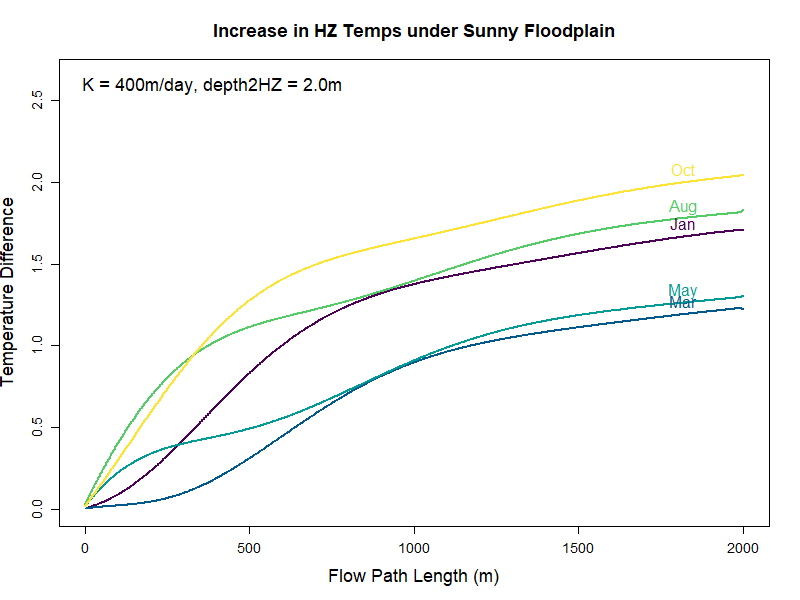 Increase in HZ Temps under Sunny Floodplain
K = 400m/day, depth2HZ = 2.0m
Temperature Difference
2.5
2.0
1.5
1.0
0.5
0.0
Oct
Aug
Jan
May
Mar
0 500 1000 1500 2000
Flow Path Length (m)